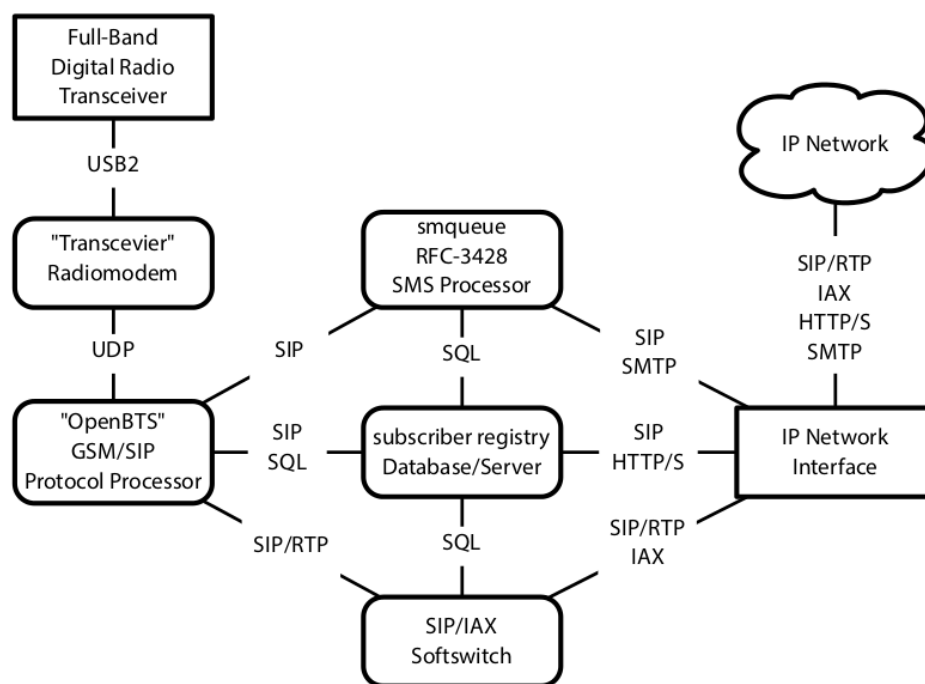 Full-Band
Digital Radio
Transceiver
USB2
"Transcevier"
Radiomodem
UDP
"OpenBTS"
GSM/SIP
Protocol Processor
SIP
SIP
SQL
SIP/RTP
smqueue
RFC-3428
SMS Processor
SQL
subscriber registry
Database/Server
SQL
SIP/IAX
Softswitch
SIP
SMTP
SIP
HTTP/S
SIP/RTP
IAX
IP Network
SIP/RTP
IAX
HTTP/S
SMTP
IP Network
Interface